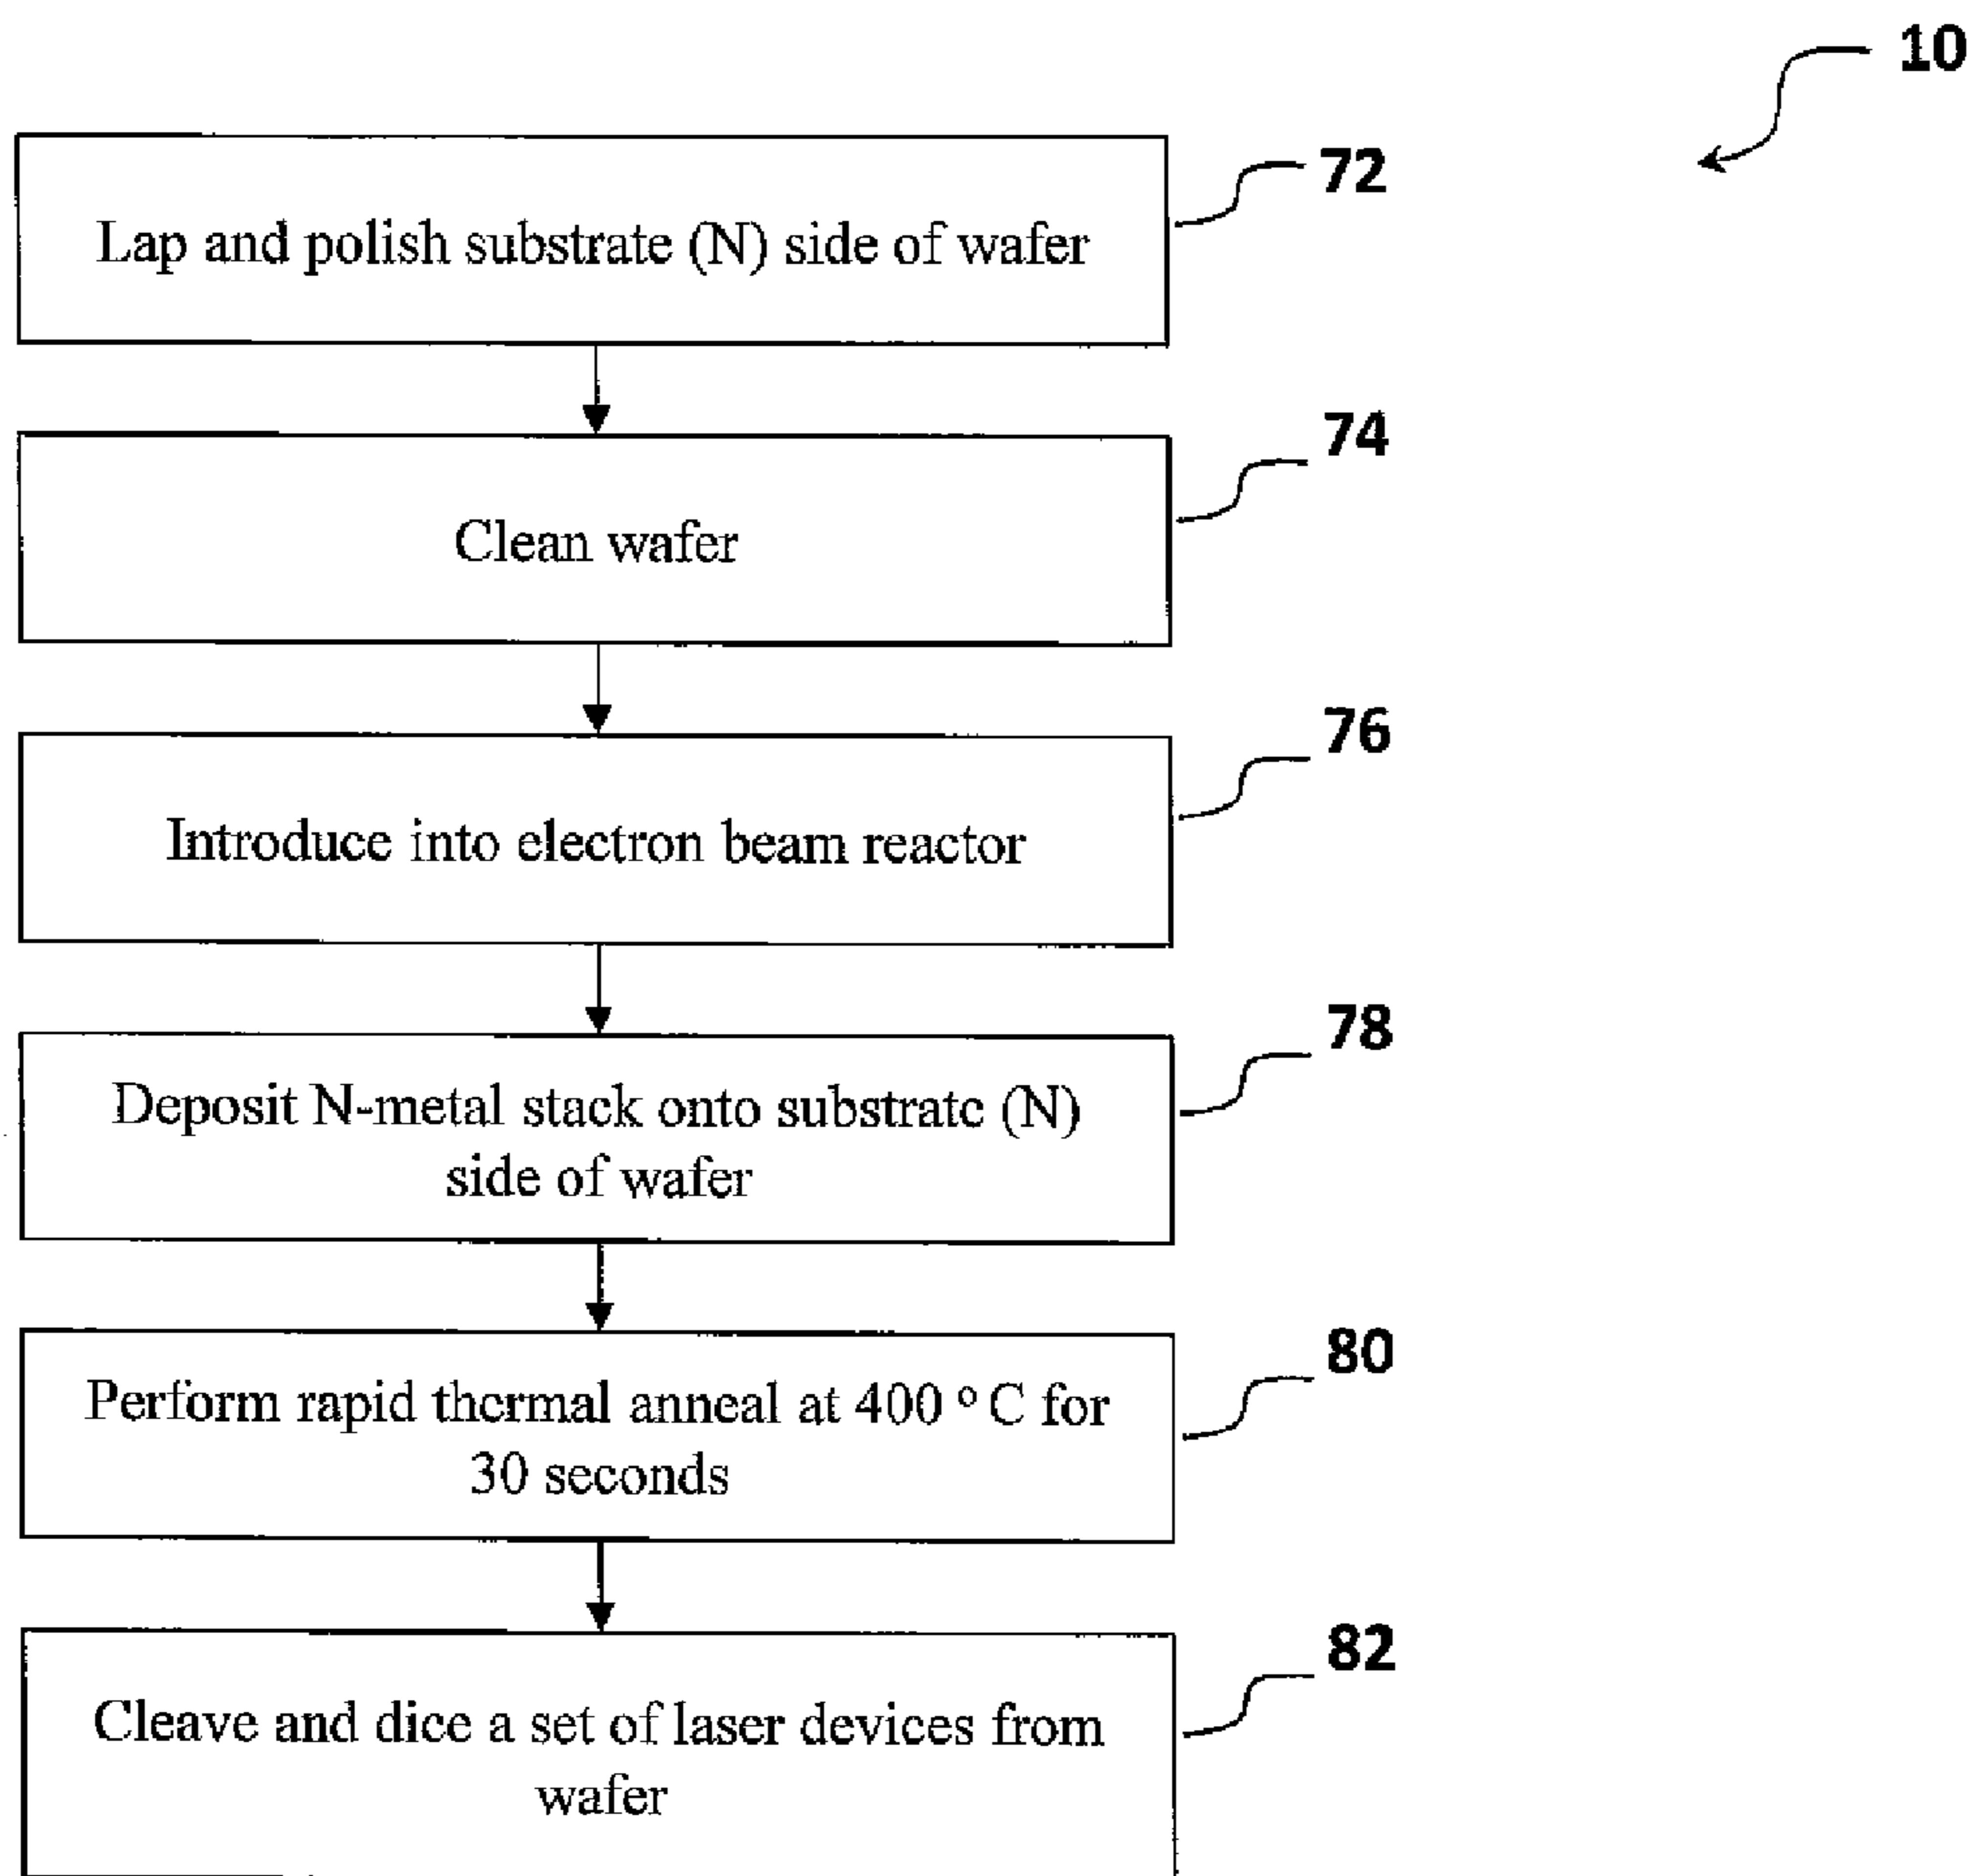 10
72
Lap and polish substrate (N) side of wafer
74
Clean wafer
76
Introduce into electron beam reactor
78
Deposit N-metal stack onto substrate (N)
side of wafer
80
Perform rapid thermal anneal at 400 ° C for
30 seconds
82
Cleave and dice a set of laser devices from
wafer